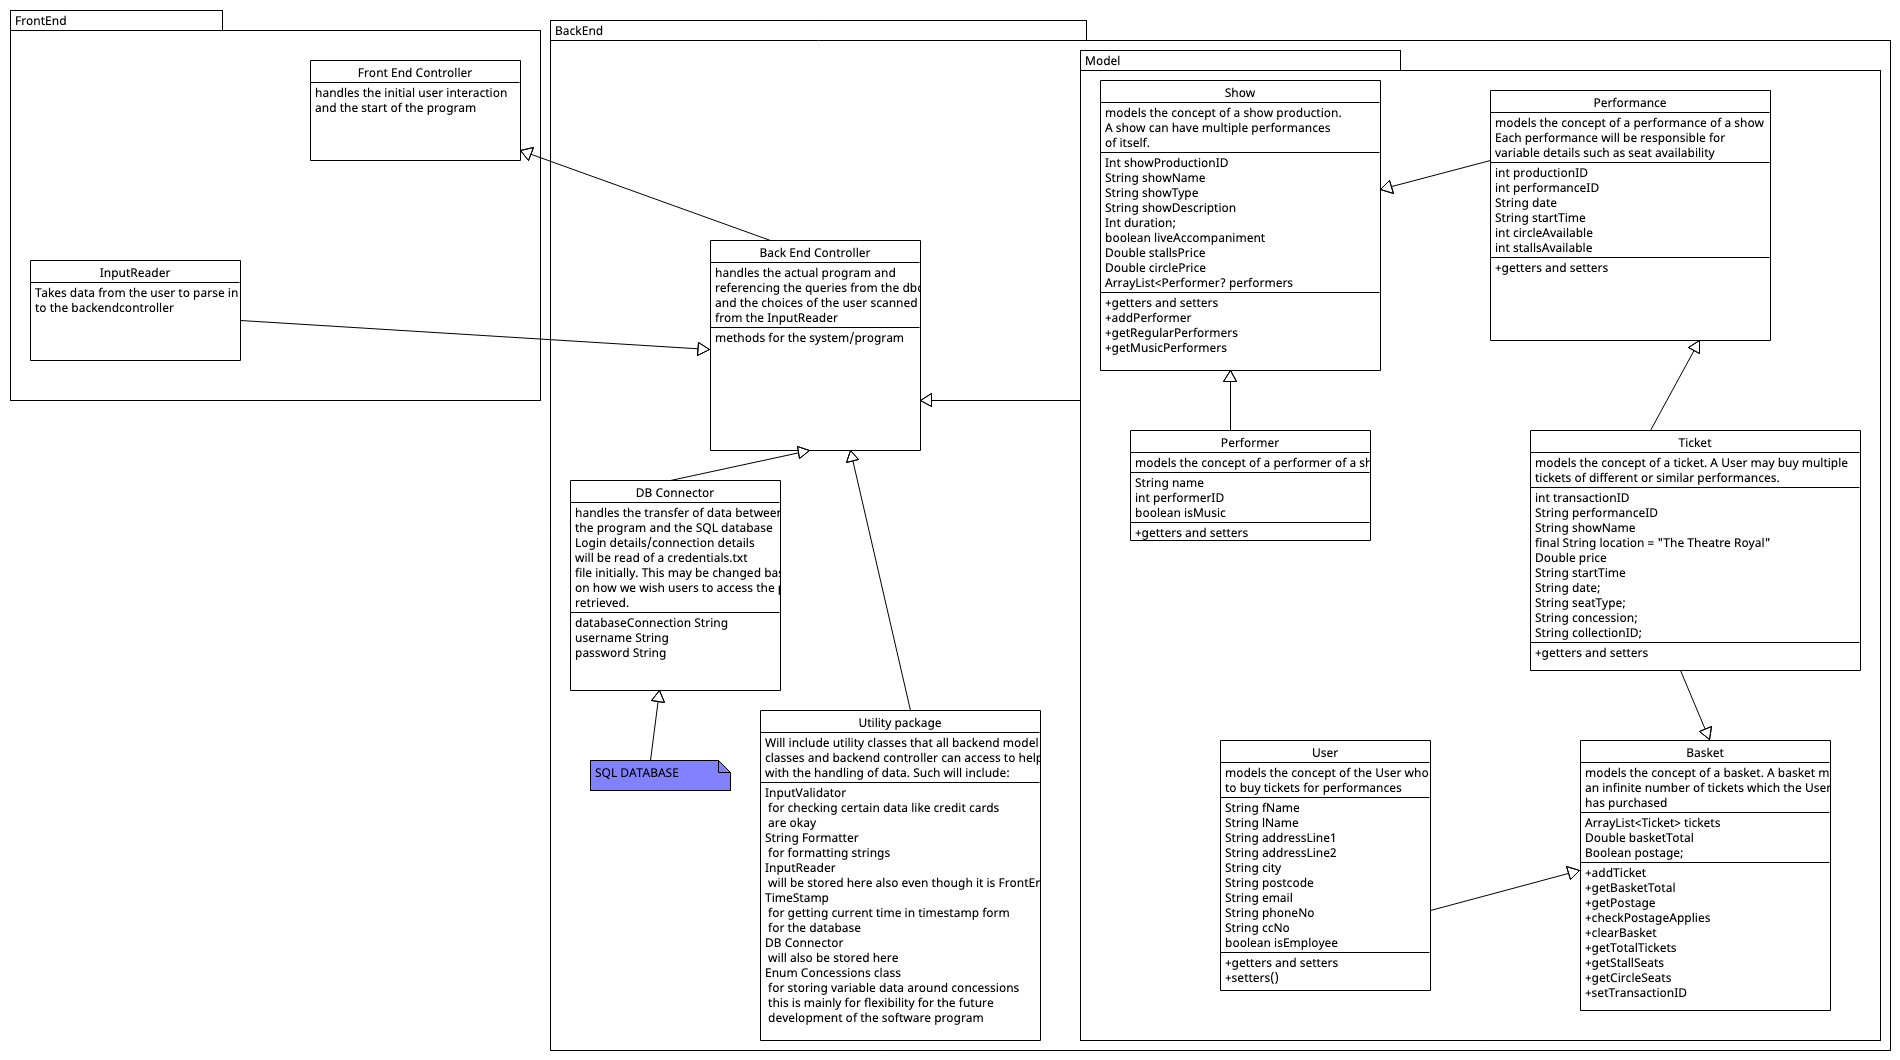 FrontEnd
Front End Controller
handles the initial user interaction
and the start of the program
InputReader
Takes data from the user to parse in
to the backendcontroller
BackEnd
Back End Controller
handles the actual program and
referencing the queries from the
and the choices of the user scanned
from the InputReader
methods for the system/program
DB Connector
handles the transfer of data between
the program and the SQL database
Login details/connection details
will be read of a credentials.txt
file initially. This may be changed
on how we wish users to access the
retrieved.
databaseConnection String
username String
password String
SQL DATABASE
Utility package
Will include utility classes that all backend model
classes and backend controller can access to help
with the handling of data. Such will include:
InputValidator
for checking certain data like credit cards
are okay
String Formatter
for formatting strings
InputReader
will be stored here also even though it is
TimeStamp
for getting current time in timestamp form
for the database
DB Connector
will also be stored here
Enum Concessions class
for storing variable data around concessions
this is mainly for flexibility for the future
development of the software program
Model
Show
models the concept of a show production.
A show can have multiple performances
of itself.
Int showProductionID
String showName
String showType
String showDescription
Int duration;
boolean liveAccompaniment
Double stallsPrice
Double circlePrice
ArrayList<Performer? performers
+getters and setters
+addPerformer
+getRegularPerformers
+getMusicPerformers
Performance
models the concept of a performance of a show
Each performance will be responsible for
variable details such as seat availability
int productionID
int performanceID
String date
String startTime
int circleAvailable
int stallsAvailable
+getters and setters
Performer
models the concept of a performer of a
String name
int performerID
boolean isMusic
+getters and setters
Ticket
models the concept of a ticket. A User may buy multiple
tickets of different or similar performances.
int transactionID
String performanceID
String showName
final String location = "The Theatre Royal"
Double price
String startTime
String date;
String seatType;
String concession;
String collectionID;
+getters and setters
User
models the concept of the User who
to buy tickets for performances
String fName
String lName
String addressLine1
String addressLine2
String city
String postcode
String email
String phoneNo
String ccNo
boolean isEmployee
+getters and setters
+setters()
Basket
models the concept of a basket. A basket
an infinite number of tickets which the User
has purchased
ArrayList<Ticket> tickets
Double basketTotal
Boolean postage;
+addTicket
+getBasketTotal
+getPostage
+checkPostageApplies
+clearBasket
+getTotalTickets
+getStallSeats
+getCircleSeats
+setTransactionID